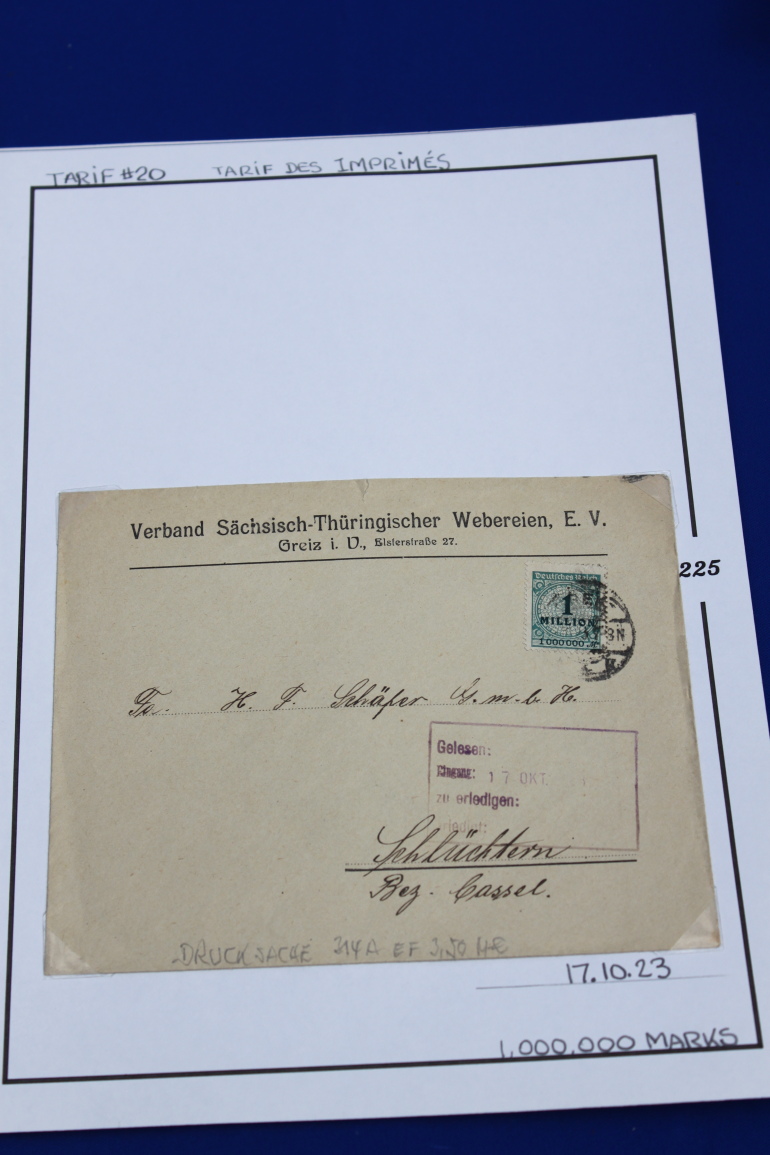 TARIF #20 TARIF DES IMPRIMÉS
Verband Sächsisch-Thüringischer Webereien, E. V.
Greiz i. V., Elsterstraße 27.
Deutsches Reich
1
MILLION
1000000
225
Fa. H. F. Schäfer G. m. b. H.
Gelesen:
17 OKT.
zu erledigen:
Schlüchtern
Bez. Cassel.
DRUCKSACHE 314A EF 3,50
17.10.23
1,000,000 MARKS